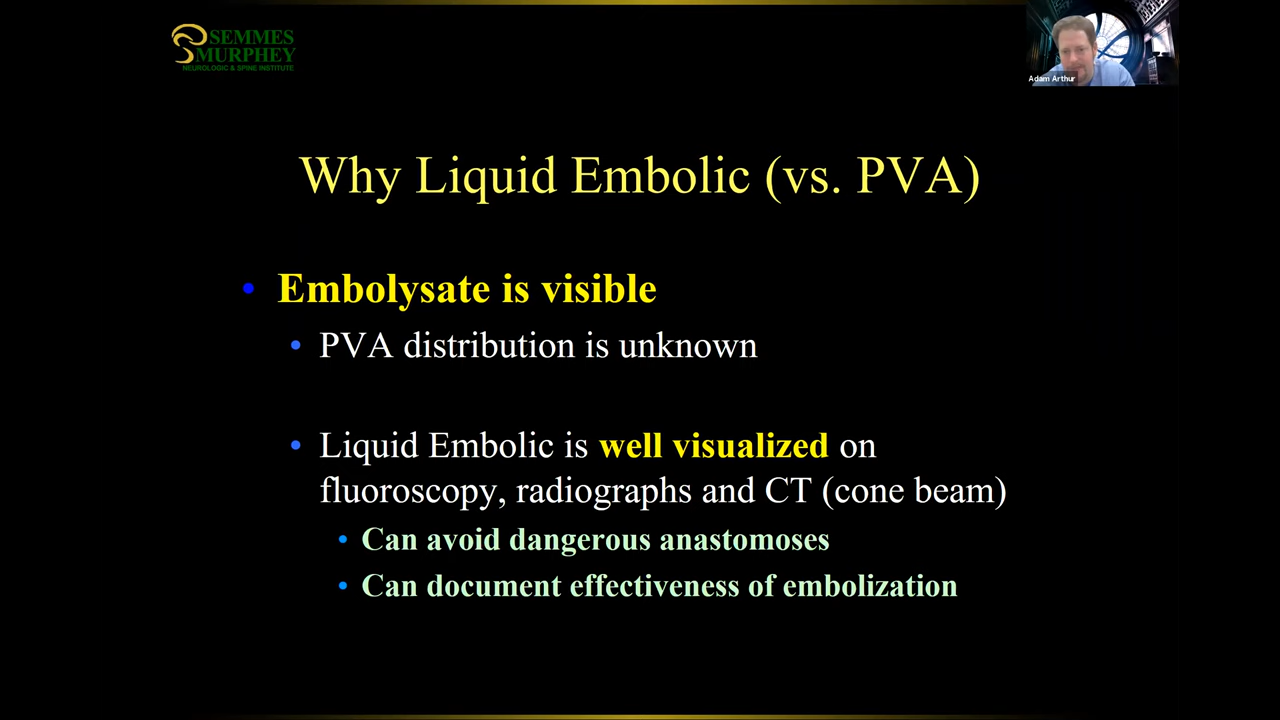 SEMMES
MURPHEY
NEUROLOGIC & SPINE INSTITUTE
Adam Arthur
Why Liquid Embolic (vs. PVA)
• Embolysate is visible
• PVA distribution is unknown
• Liquid Embolic is well visualized on
fluoroscopy, radiographs and CT (cone beam)
• Can avoid dangerous anastomoses
• Can document effectiveness of embolization